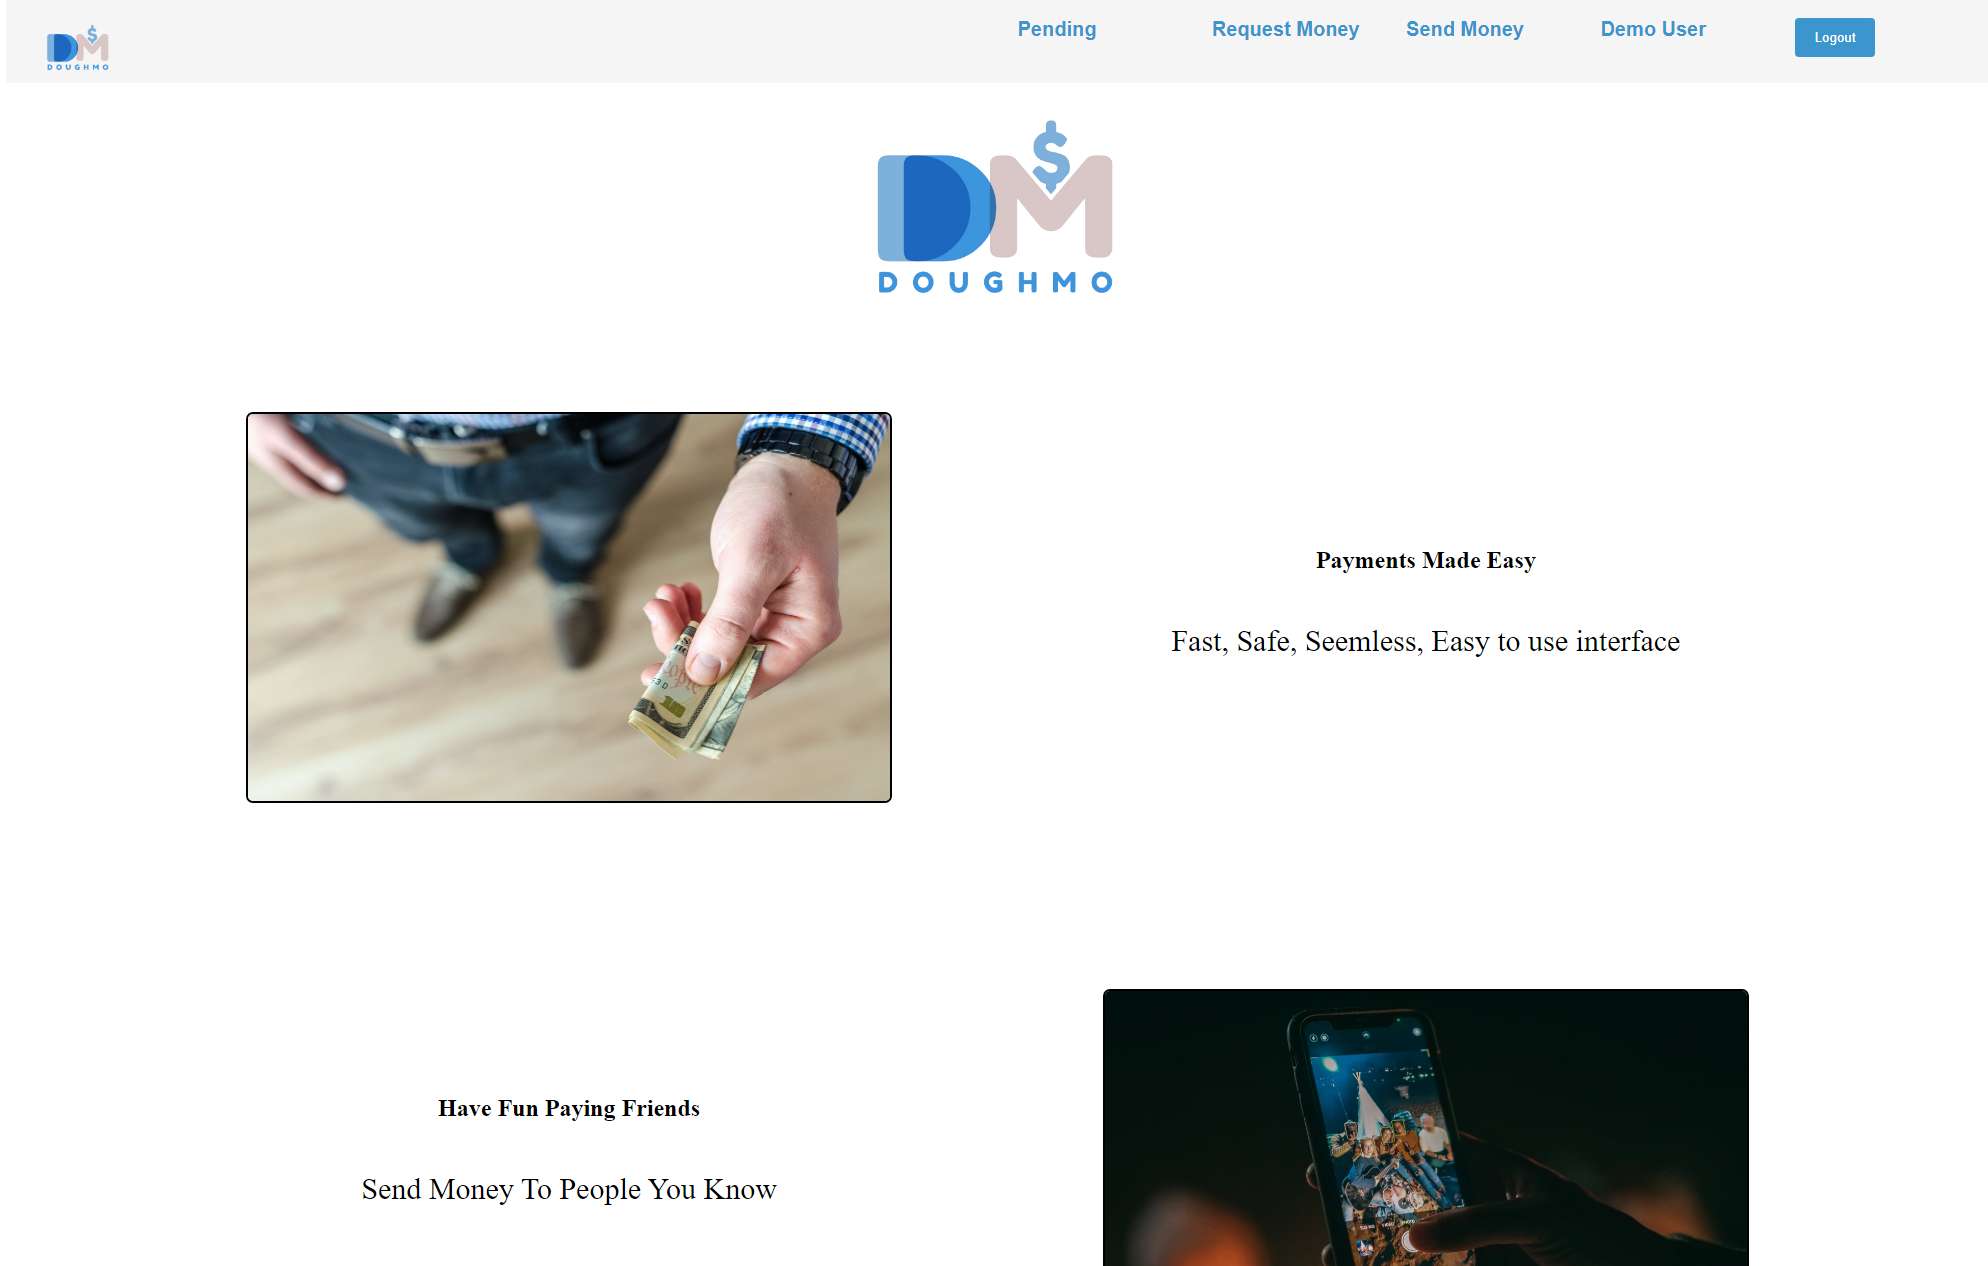 DM
DOUGHMO
Pending
Request Money
Send Money
Demo User
Logout
DM
$
DOUGHMO
Payments Made Easy
Fast, Safe, Seemless, Easy to use interface
Have Fun Paying Friends
Send Money To People You Know